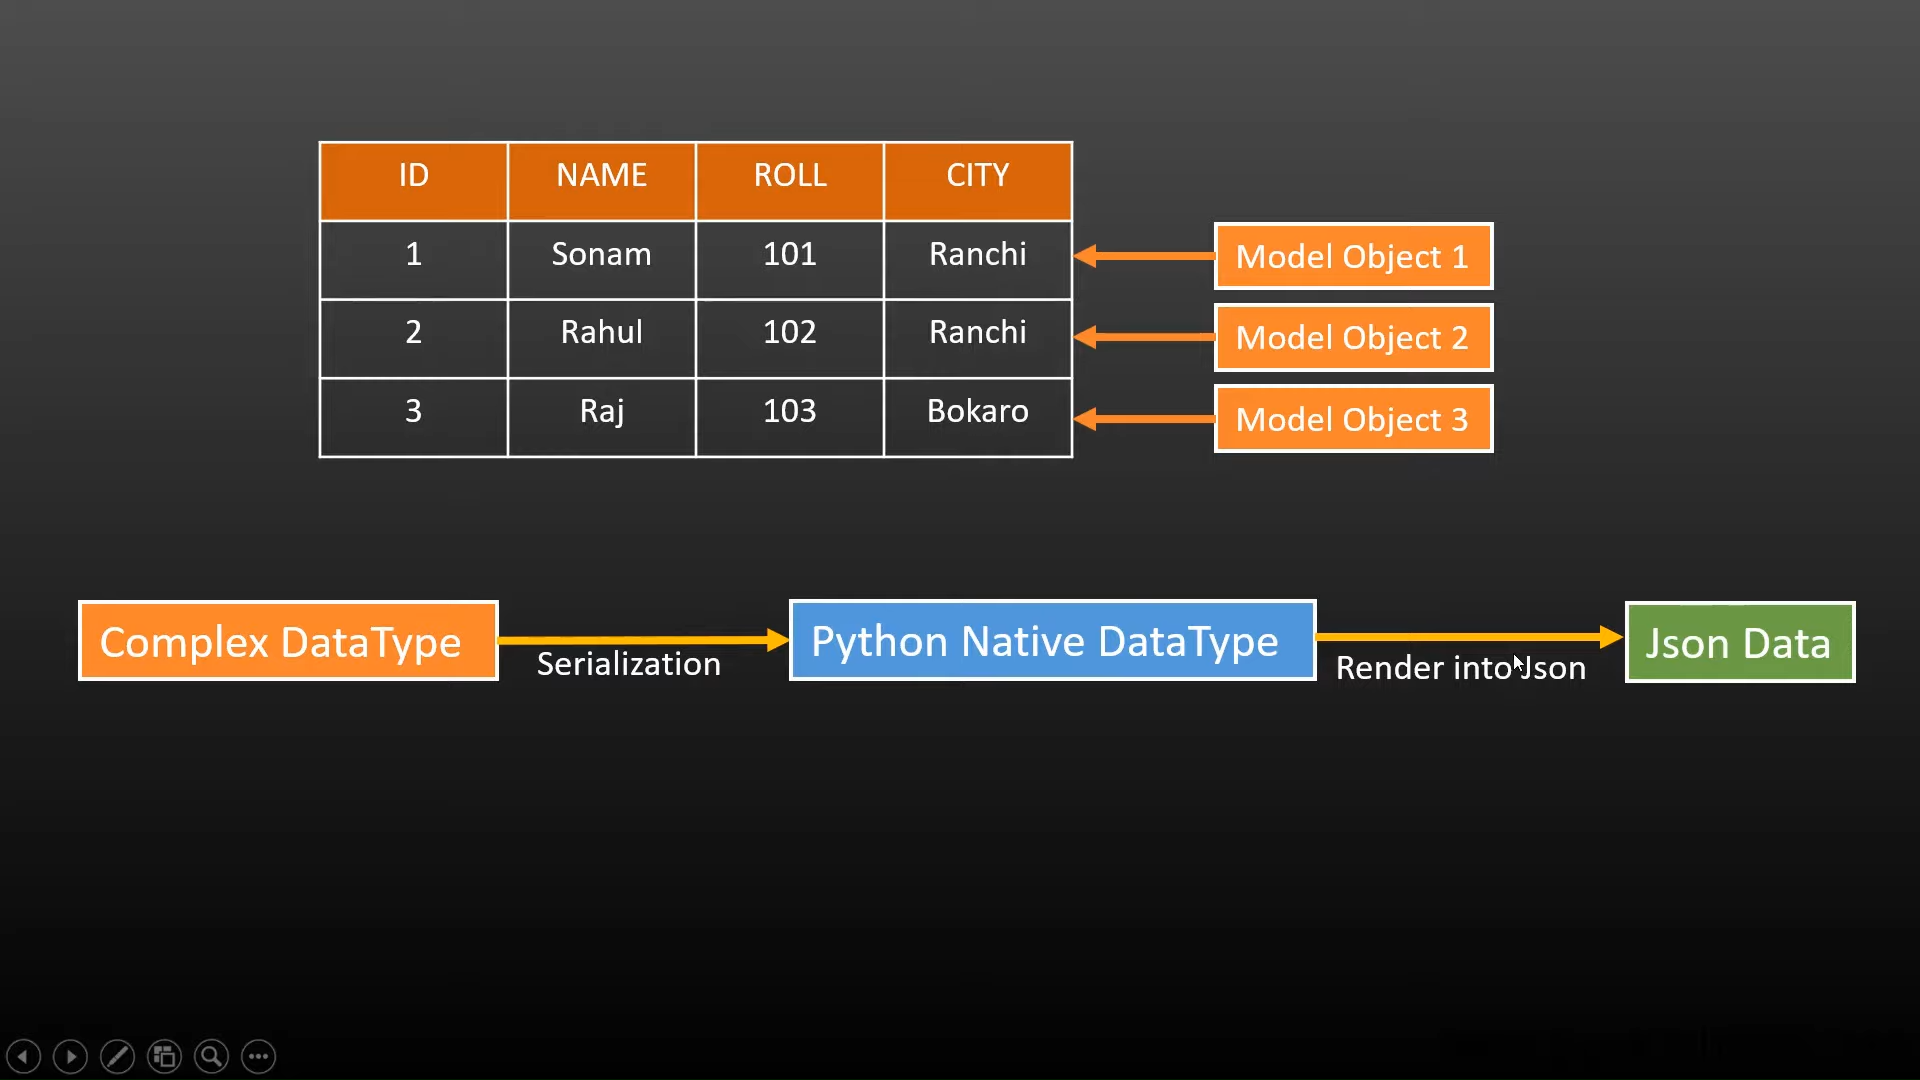 ID NAME ROLL CITY
1 Sonam 101 Ranchi
2 Rahul 102 Ranchi
3 Raj 103 Bokaro
Model Object 1
Model Object 2
Model Object 3
Complex DataType
Serialization
Python Native DataType
Render into Json
Json Data